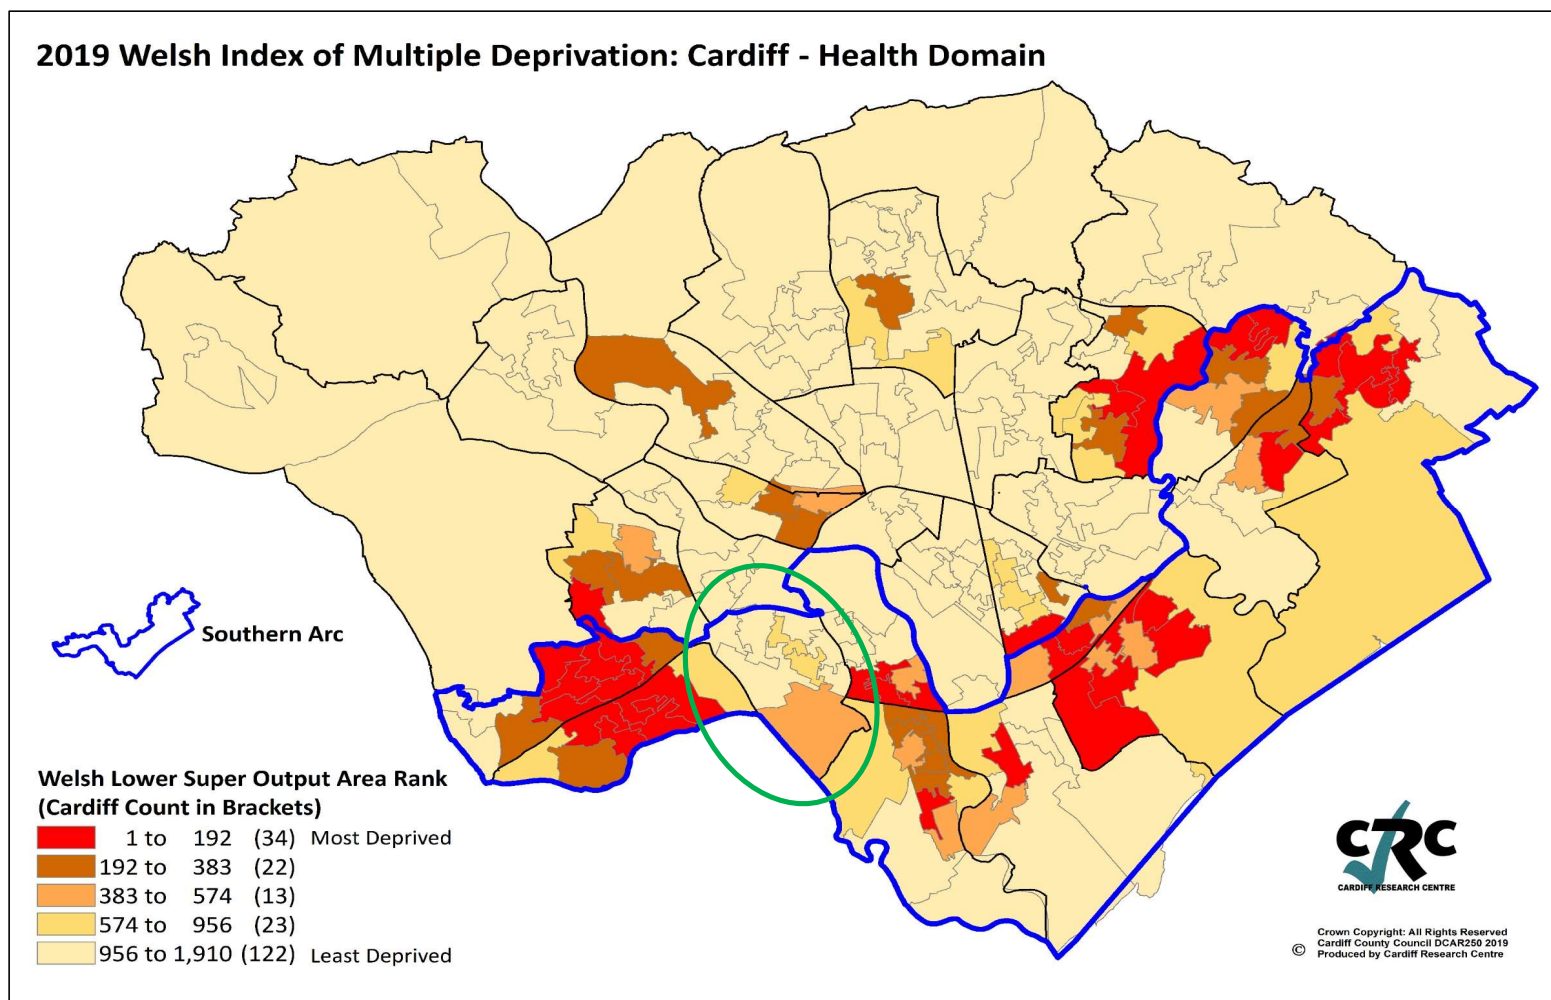 2019 Welsh Index of Multiple Deprivation: Cardiff - Health Domain
Southern Arc
Welsh Lower Super Output Area Rank
(Cardiff Count in Brackets)
1 to 192 (34) Most Deprived
192 to 383 (22)
383 to 574 (13)
574 to 956 (23)
956 to 1,910 (122) Least Deprived
CRC
CARDIFF RESEARCH CENTRE
Crown Copyright: All Rights Reserved
© Cardiff County Council DCAR250 2019
Produced by Cardiff Research Centre